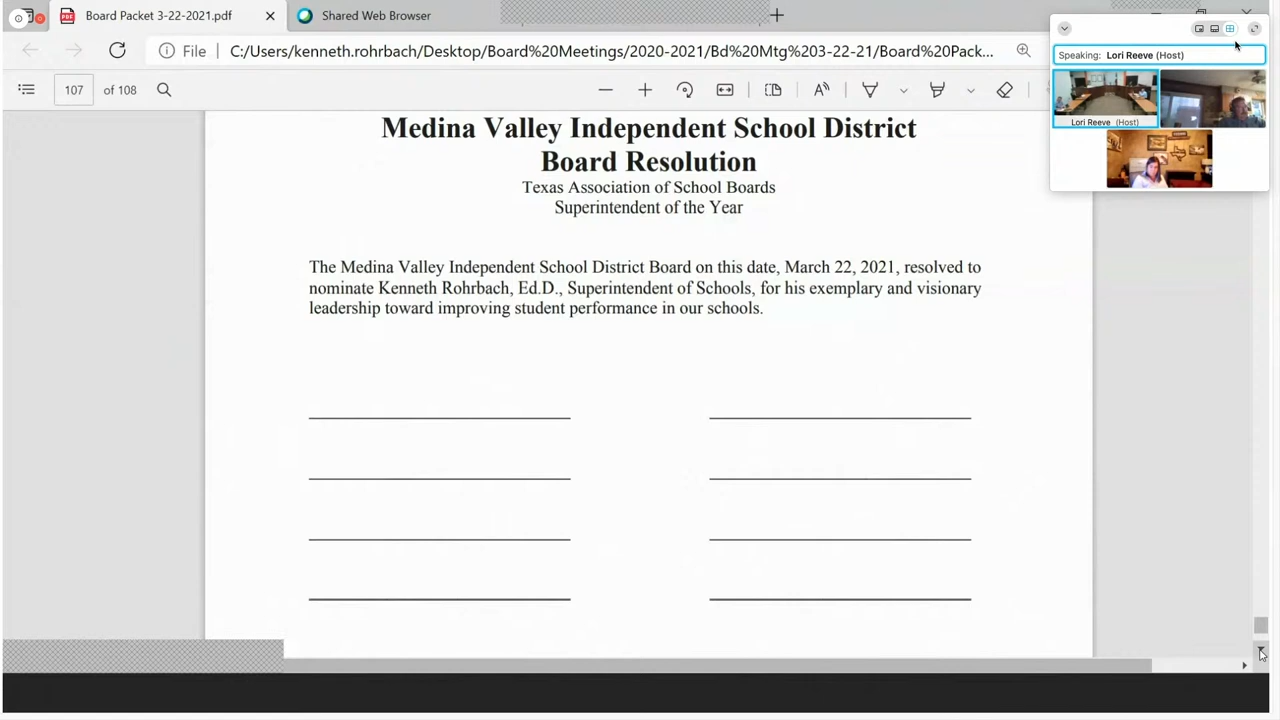 Board Packet 3-22-2021.pdf
Shared Web Browser
File C:/Users/kenneth.rohrbach/Desktop/Board%20Meetings/2020-2021/Bd%20Mtg%203-22-21/Board%20Pack...
107 of 108
Speaking: Lori Reeve (Host)
Lori Reeve (Host)
Medina Valley Independent School District
Board Resolution
Texas Association of School Boards
Superintendent of the Year
The Medina Valley Independent School District Board on this date, March 22, 2021, resolved to
nominate Kenneth Rohrbach, Ed.D., Superintendent of Schools, for his exemplary and visionary
leadership toward improving student performance in our schools.